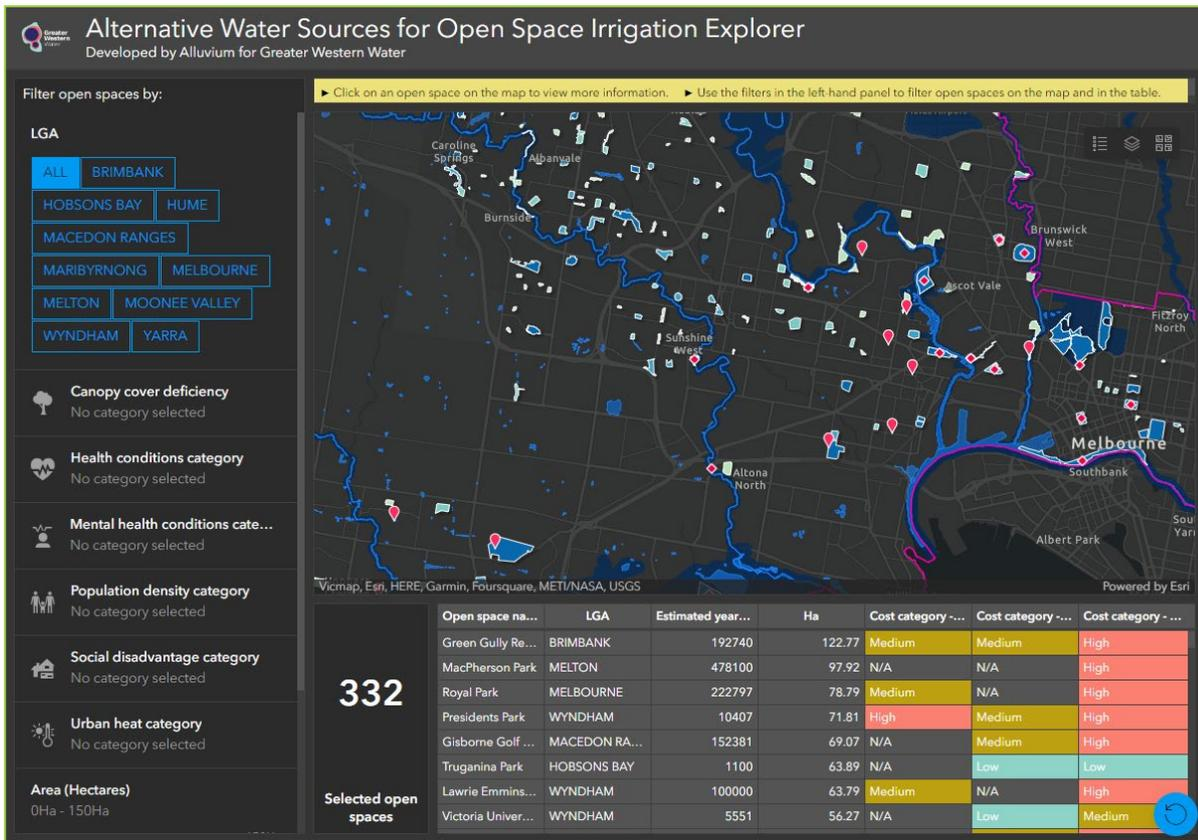 Greater
Western
Water
Alternative Water Sources for Open Space Irrigation Explorer
Developed by Alluvium for Greater Western Water
Filter open spaces by:
LGA
ALL BRIMBANK
HOBSONS BAY HUME
MACEDON RANGES
MARIBYRNONG MELBOURNE
MELTON MOONEE VALLEY
WYNDHAM YARRA
Canopy cover deficiency
No category selected
Health conditions category
No category selected
Mental health conditions cate...
No category selected
Population density category
No category selected
Social disadvantage category
No category selected
Urban heat category
No category selected
Area (Hectares)
0Ha - 150Ha
► Click on an open space on the map to view more information. ► Use the filters in the left-hand panel to filter open spaces on the map and in the table.
Caroline
Springs
Albanvale
Burnside
Brunswick
West
Ascot Vale
Fitzroy
North
Sunshine
West
Melbourne
Southbank
Altona
North
Albert Park
Vicmap, Esri, HERE, Garmin, Foursquare, METI/NASA, USGS
Powered by Esri
332
Selected open
spaces
Open space na... LGA Estimated year... Ha Cost category -... Cost category -... Cost category - ...
Green Gully Re... BRIMBANK 192740 122.77 Medium Medium High
MacPherson Park MELTON 478100 97.92 N/A N/A High
Royal Park MELBOURNE 222797 78.79 Medium N/A High
Presidents Park WYNDHAM 10407 71.81 High Medium High
Gisborne Golf ... MACEDON RA... 152381 69.07 N/A Medium High
Truganina Park HOBSONS BAY 1100 63.89 N/A Low Low
Lawrie Emmins... WYNDHAM 100000 63.79 Medium N/A High
Victoria Univer... WYNDHAM 5551 56.27 N/A Low Medium